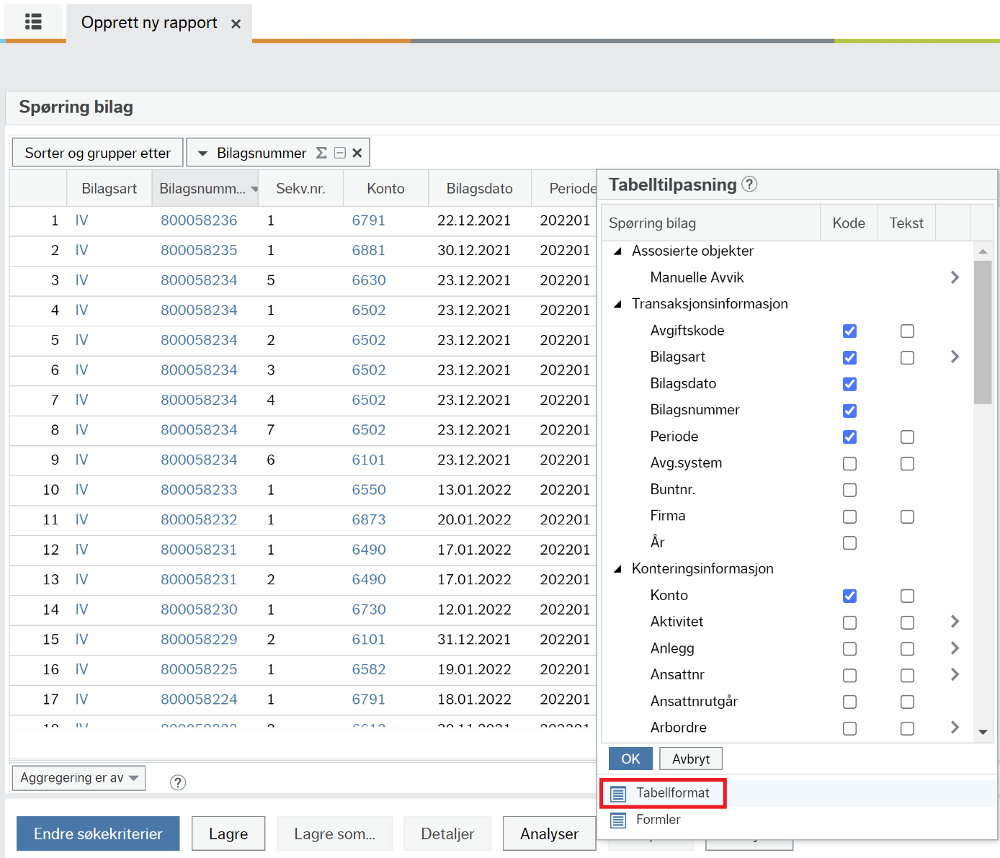 Opprett ny rapport
Spørring bilag
Sorter og grupper etter Bilagsnummer
Bilagsart Bilagsnumm... Sekv.nr. Konto Bilagsdato Periode
1 IV 800058236 1 6791 22.12.2021 202201
2 IV 800058235 1 6881 30.12.2021 202201
3 IV 800058234 5 6630 23.12.2021 202201
4 IV 800058234 1 6502 23.12.2021 202201
5 IV 800058234 2 6502 23.12.2021 202201
6 IV 800058234 3 6502 23.12.2021 202201
7 IV 800058234 4 6502 23.12.2021 202201
8 IV 800058234 7 6502 23.12.2021 202201
9 IV 800058234 6 6101 23.12.2021 202201
10 IV 800058233 1 6550 13.01.2022 202201
11 IV 800058232 1 6873 20.01.2022 202201
12 IV 800058231 1 6490 17.01.2022 202201
13 IV 800058231 2 6490 17.01.2022 202201
14 IV 800058230 1 6730 12.01.2022 202201
15 IV 800058229 2 6101 31.12.2021 202201
16 IV 800058225 1 6582 19.01.2022 202201
17 IV 800058224 1 6791 18.01.2022 202201
Aggregering er av ?
Endre søkekriterier Lagre Lagre som... Detaljer Analyser
Tabelltilpasning ?
Spørring bilag Kode Tekst
Assosierte objekter
Manuelle Avvik
Transaksjonsinformasjon
Avgiftskode
Bilagsart
Bilagsdato
Bilagsnummer
Periode
Avg.system
Buntnr.
Firma
År
Konteringsinformasjon
Konto
Aktivitet
Anlegg
Ansattnr
Ansattnrutgår
Arbordre
OK Avbryt
Tabellformat
Formler